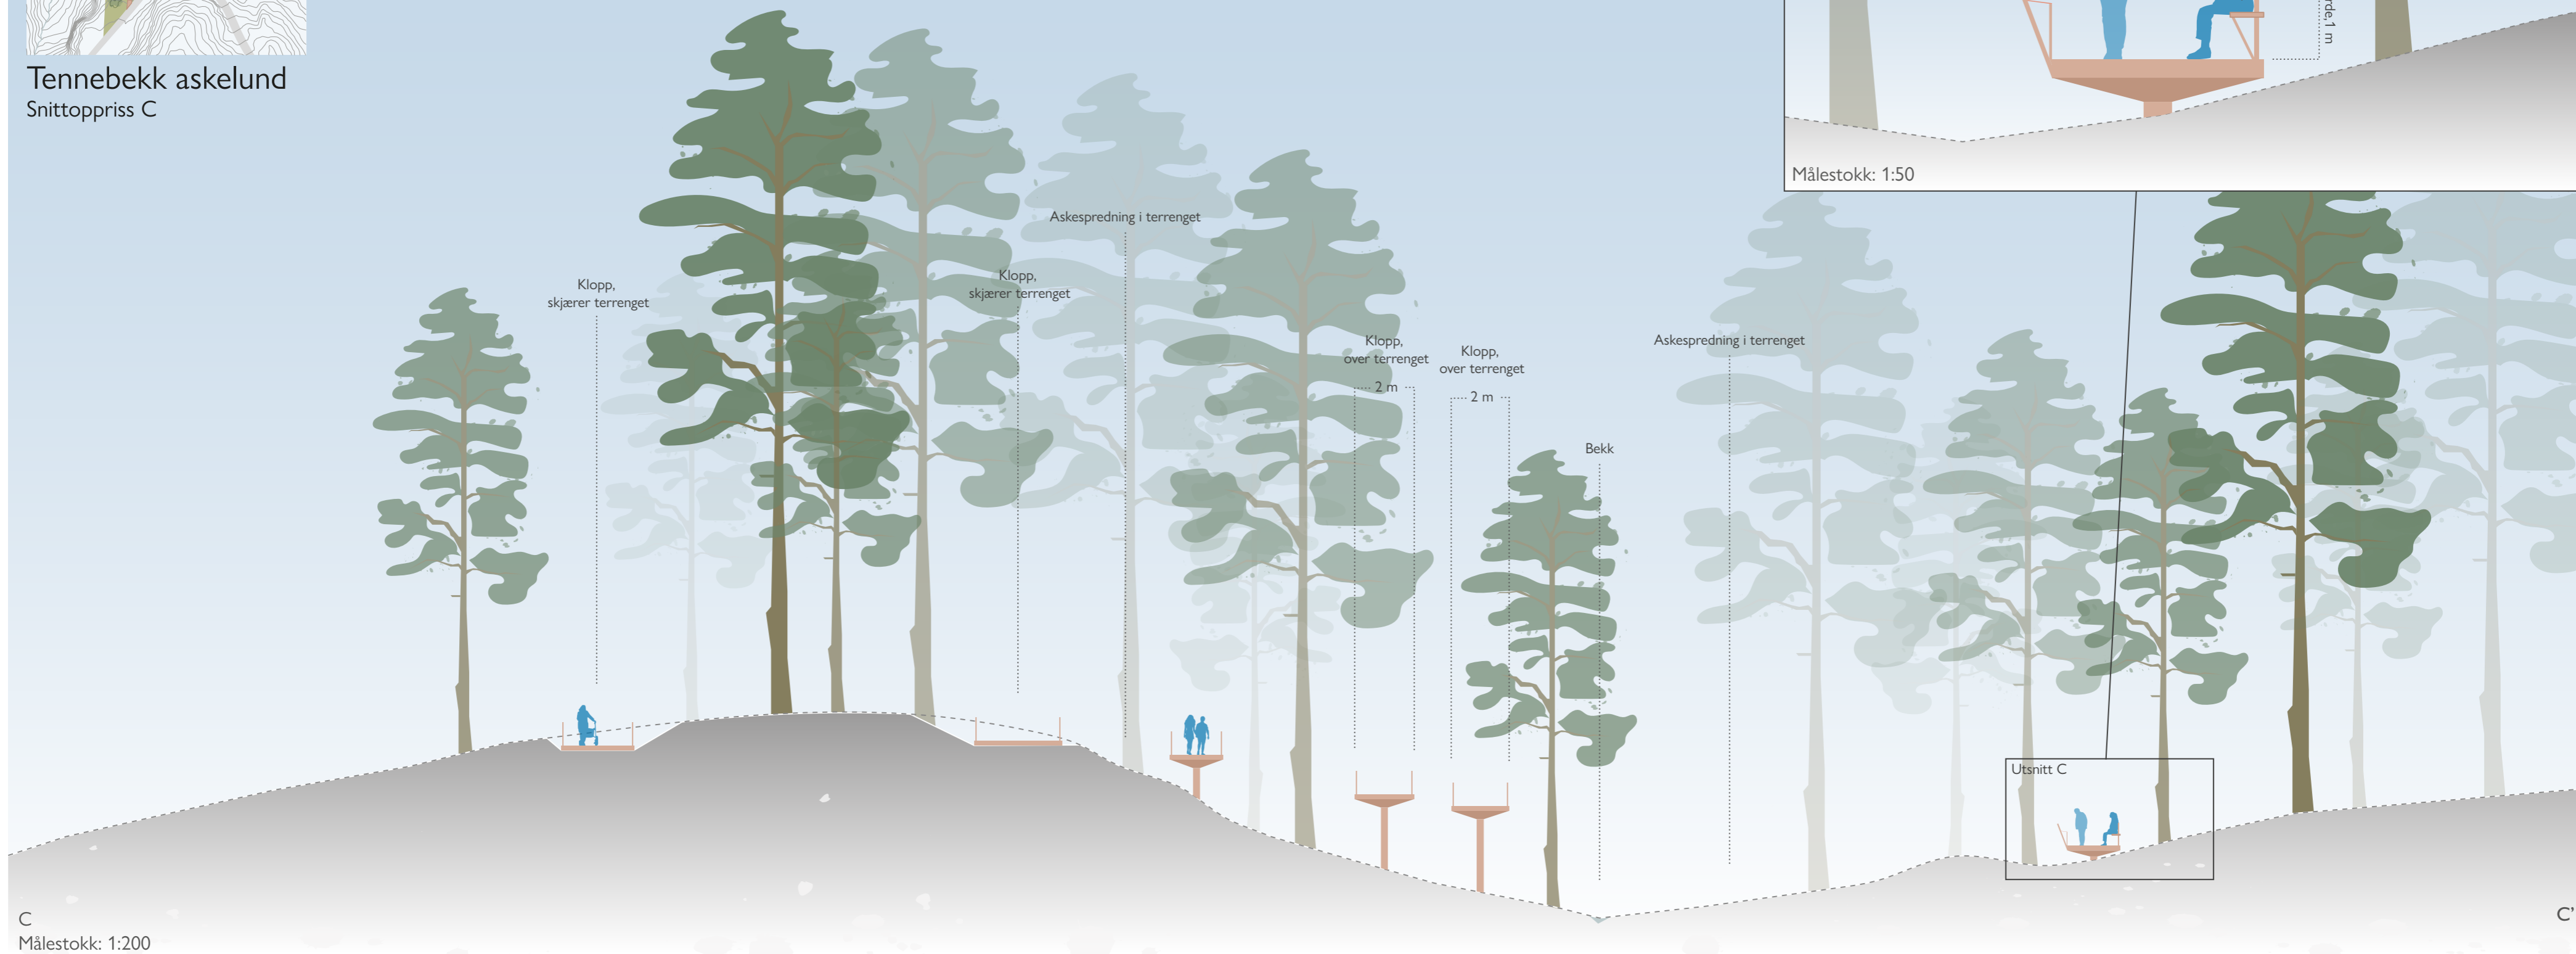 Tennebekk askelund
Snittoppriss C
1 m
Målestokk: 1:50
Askespredning i terrenget
Klopp,
skjærer terrenget
Klopp,
skjærer terrenget
Klopp,
over terrenget
2 m
Klopp,
over terrenget
2 m
Askespredning i terrenget
Bekk
Utsnitt C
C
Målestokk: 1:200
C'